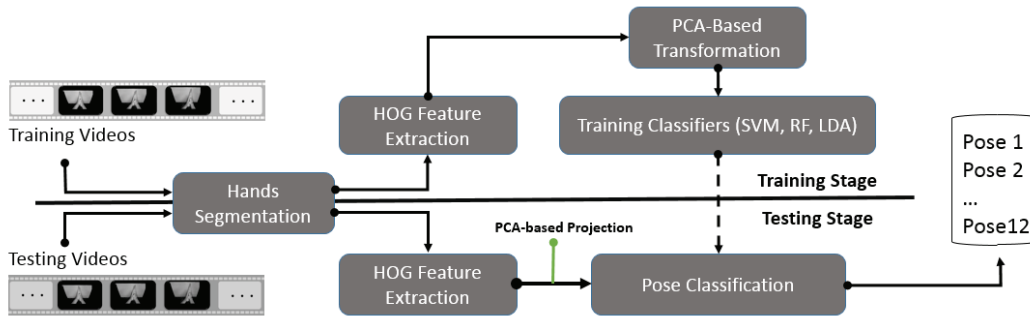 PCA-Based
Transformation
· · ·
· · ·
HOG Feature
Extraction
Training Classifiers (SVM, RF, LDA)
Training Videos
Pose 1
Pose 2
...
Pose12
Hands
Segmentation
Training Stage
Testing Stage
PCA-based Projection
Testing Videos
HOG Feature
Extraction
Pose Classification
· · ·
· · ·